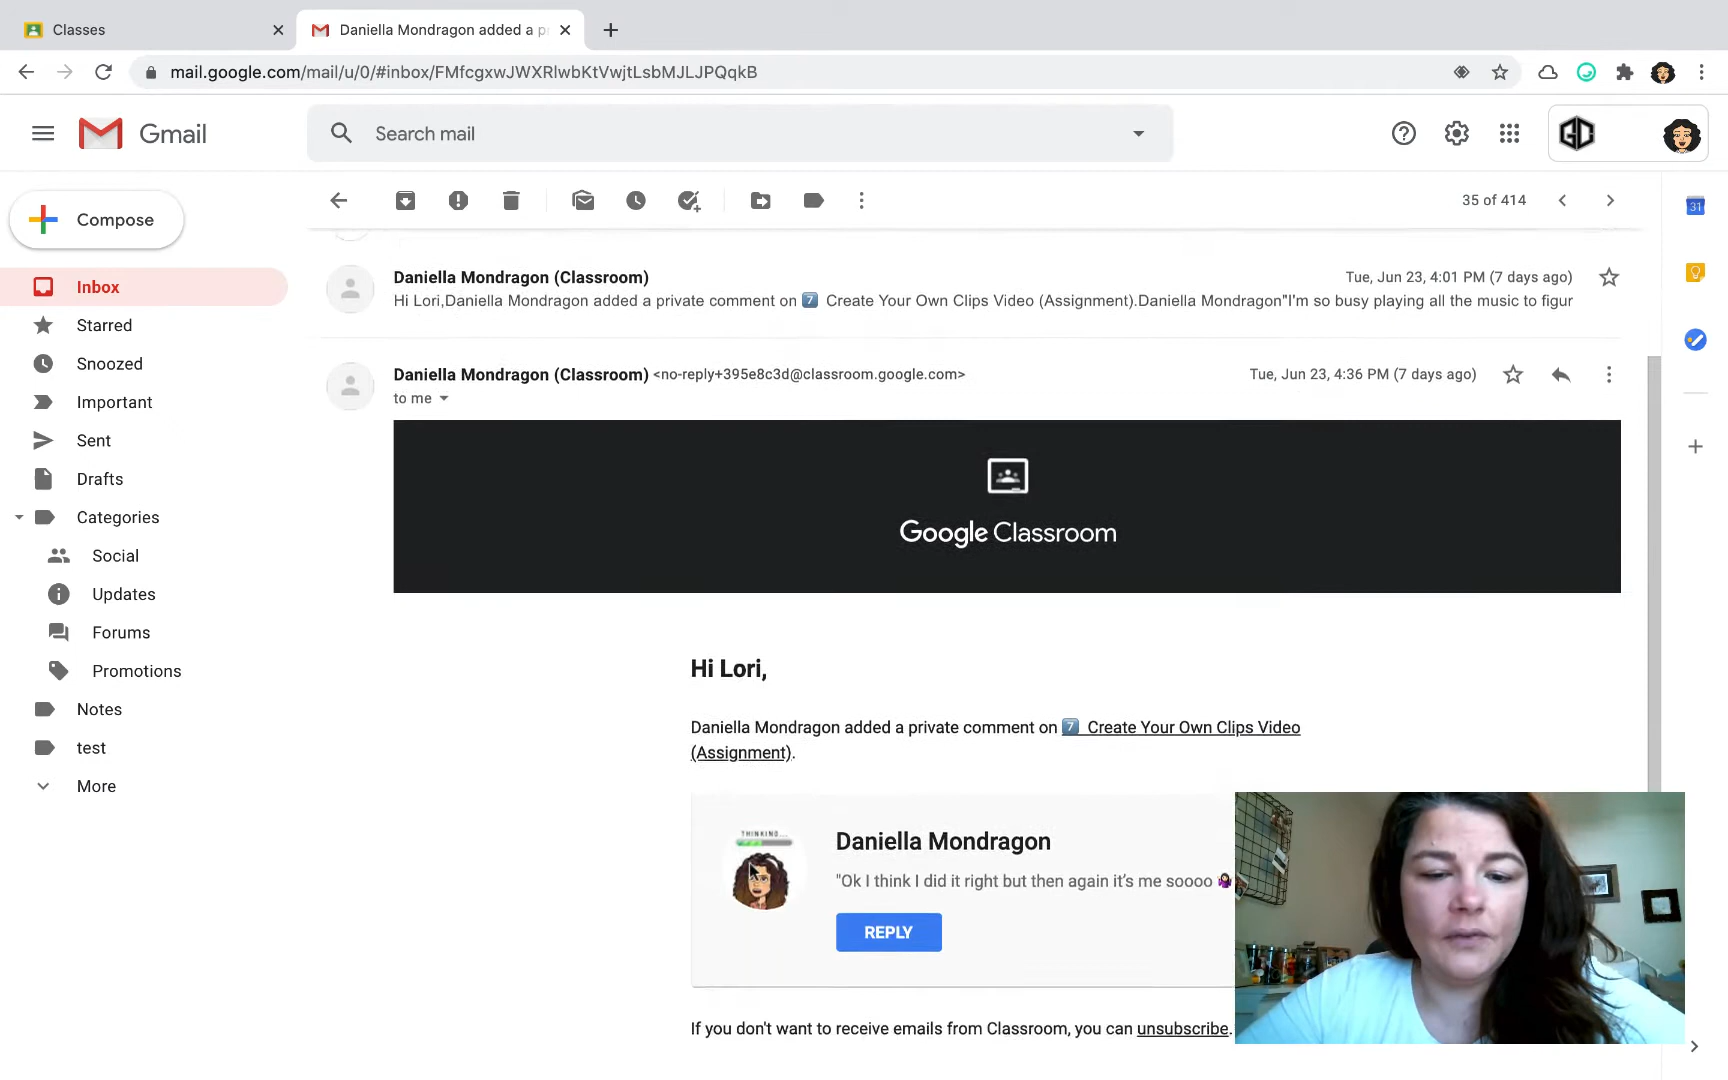 Classes
Daniella Mondragon added a p
mail.google.com/mail/u/0/#inbox/FMfcgxwJWXRlwbKtVwjtLsbMJLJPQqkB
Gmail
Search mail
Compose
35 of 414
31
Inbox
Starred
Snoozed
Important
Sent
Drafts
Categories
Social
Updates
Forums
Promotions
Notes
test
More
Daniella Mondragon (Classroom)
Tue, Jun 23, 4:01 PM (7 days ago)
Hi Lori,Daniella Mondragon added a private comment on 7️⃣ Create Your Own Clips Video (Assignment).Daniella Mondragon"I'm so busy playing all the music to figur
Daniella Mondragon (Classroom) <no-reply+395e8c3d@classroom.google.com>
Tue, Jun 23, 4:36 PM (7 days ago)
to me
Google Classroom
Hi Lori,
Daniella Mondragon added a private comment on 7️⃣ Create Your Own Clips Video
(Assignment).
THINKING...
Daniella Mondragon
"Ok I think I did it right but then again it’s me soooo 🤷🏻‍♀️
REPLY
If you don't want to receive emails from Classroom, you can unsubscribe.